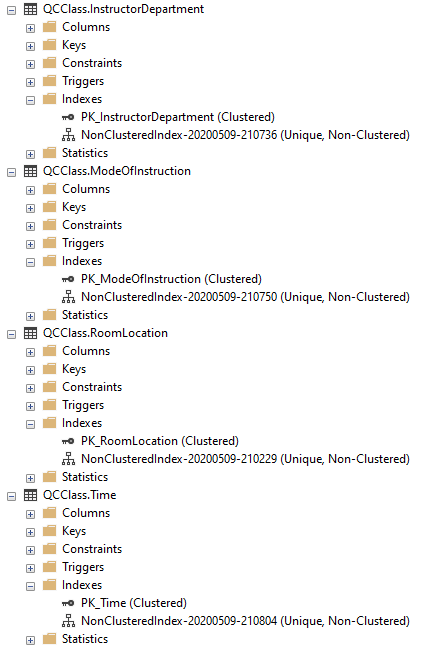 QCClass.InstructorDepartment
Columns
Keys
Constraints
Triggers
Indexes
PK_InstructorDepartment (Clustered)
NonClusteredIndex-20200509-210736 (Unique, Non-Clustered)
Statistics
QCClass.ModeOfInstruction
Columns
Keys
Constraints
Triggers
Indexes
PK_ModeOfInstruction (Clustered)
NonClusteredIndex-20200509-210750 (Unique, Non-Clustered)
Statistics
QCClass.RoomLocation
Columns
Keys
Constraints
Triggers
Indexes
PK_RoomLocation (Clustered)
NonClusteredIndex-20200509-210229 (Unique, Non-Clustered)
Statistics
QCClass.Time
Columns
Keys
Constraints
Triggers
Indexes
PK_Time (Clustered)
NonClusteredIndex-20200509-210804 (Unique, Non-Clustered)
Statistics